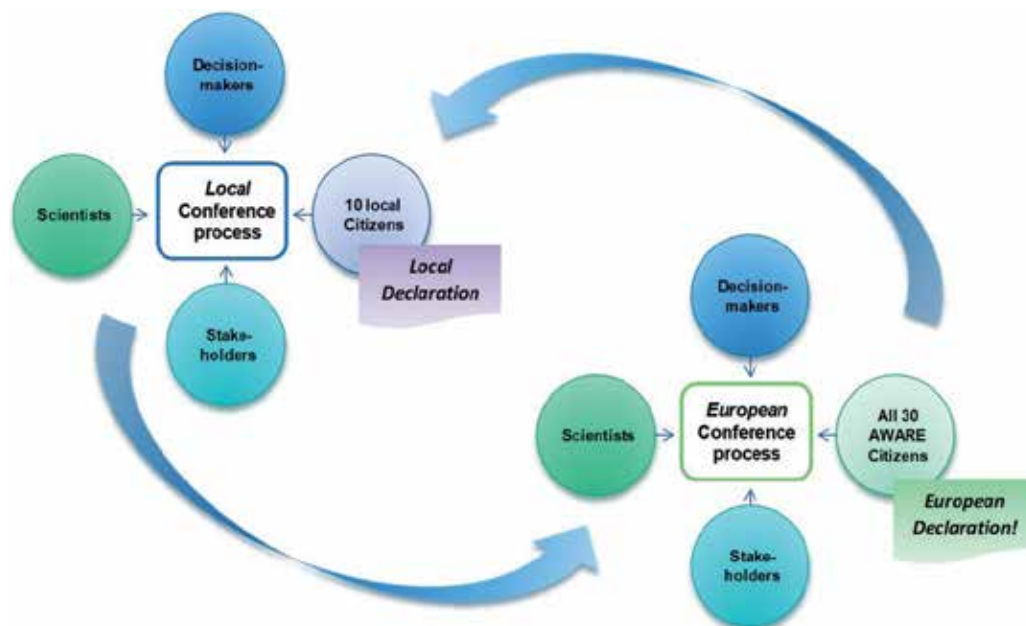 Decision-
makers
Scientists
Local
Conference
process
10 local
Citizens
Local
Declaration
Stake-
holders
Decision-
makers
Scientists
European
Conference
process
All 30
AWARE
Citizens
European
Declaration!
Stake-
holders